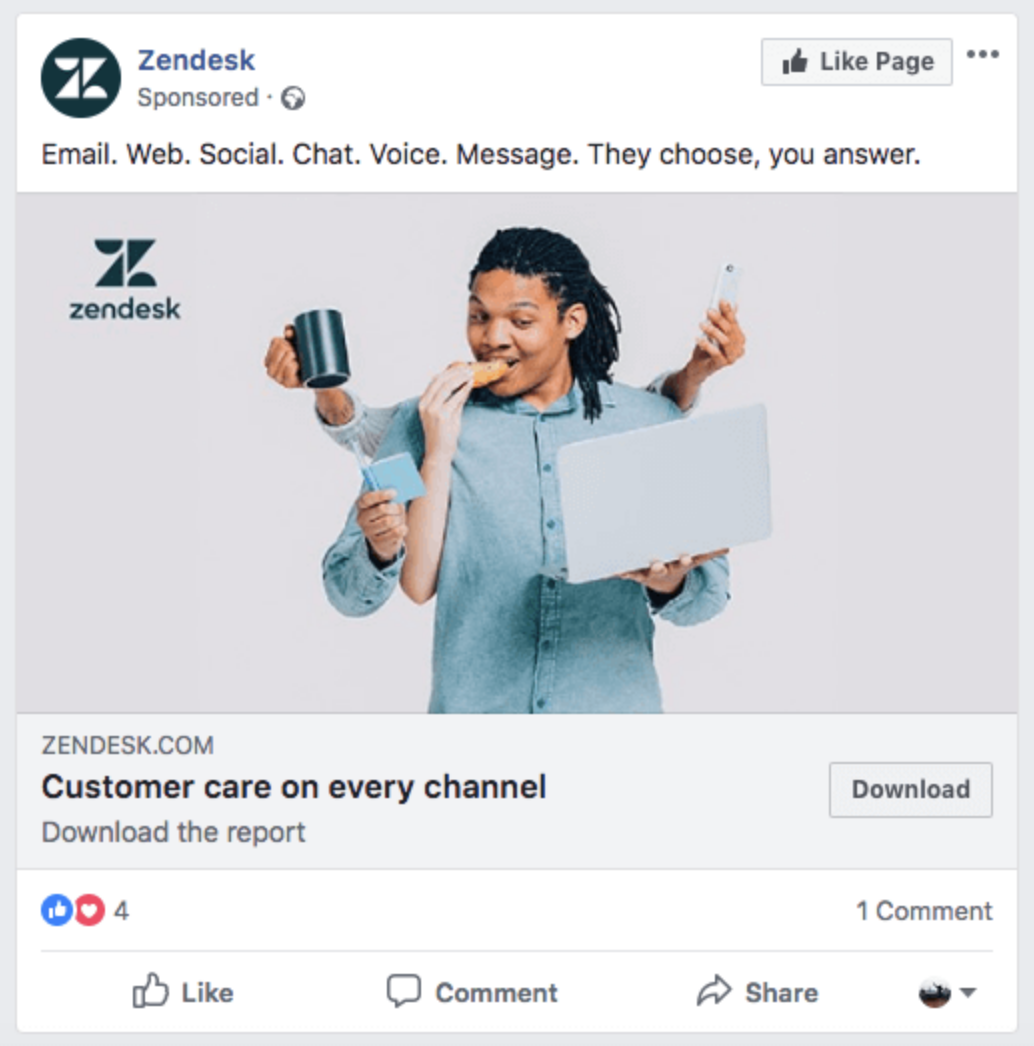 Zendesk
Like Page
Sponsored ·
Email. Web. Social. Chat. Voice. Message. They choose, you answer.
zendesk
ZENDESK.COM
Customer care on every channel
Download the report
Download
4
1 Comment
Like
Comment
Share